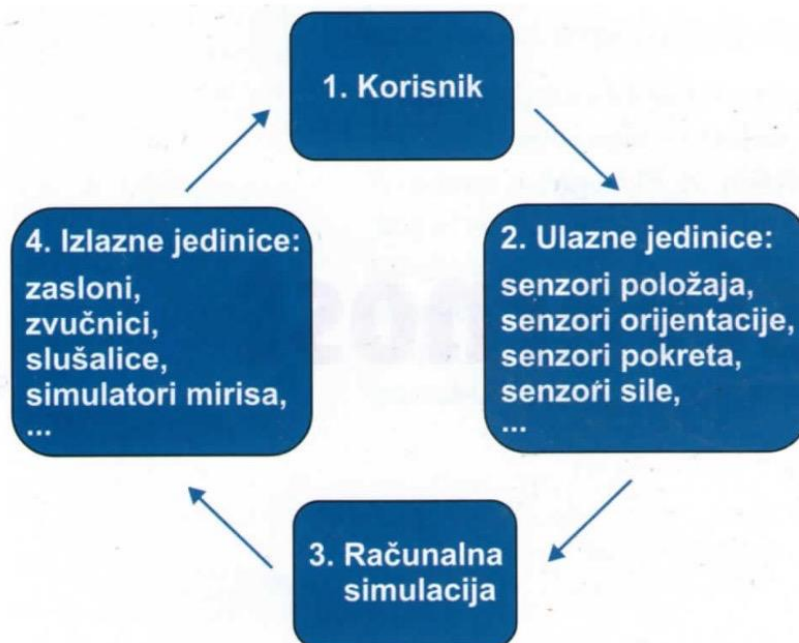 1. Korisnik
2. Ulazne jedinice:
senzori položaja,
senzori orijentacije,
senzori pokreta,
senzori sile,
...
3. Računalna
simulacija
4. Izlazne jedinice:
zasloni,
zvučnici,
slušalice,
simulatori mirisa,
...